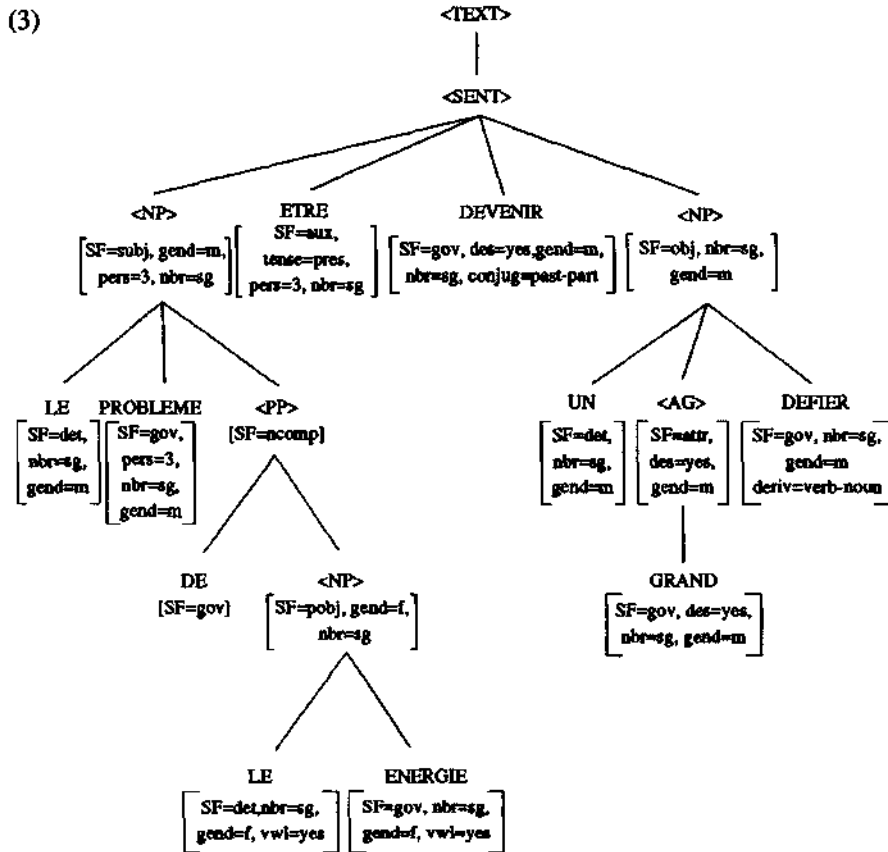 (3)
<TEXT>
<SENT>
<NP> ETRE DEVENIR <NP>
SF=subj, gend=m, SF=aux, SF=gov, des=yes,gend=m, SF=obj, nbr=sg,
pers=3, nbr=sg tense=pres, nbr=sg, conjug=past-part gend=m
pers=3, nbr=sg
LE PROBLEME <PP> UN <AG> DEFIER
SF=det, SF=gov, [SF=ncomp] SF=det, SF=attr, SF=gov, nbr=sg,
nbr=sg, pers=3, nbr=sg, des=yes, gend=m
gend=m nbr=sg, gend=m gend=m deriv=verb-noun
gend=m
DE <NP> GRAND
[SF=gov] SF=pobj, gend=f, SF=gov, des=yes,
nbr=sg nbr=sg, gend=m
LE ENERGIE
SF=det,nbr=sg, SF=gov, nbr=sg,
gend=f, vwl=yes gend=f, vwl=yes